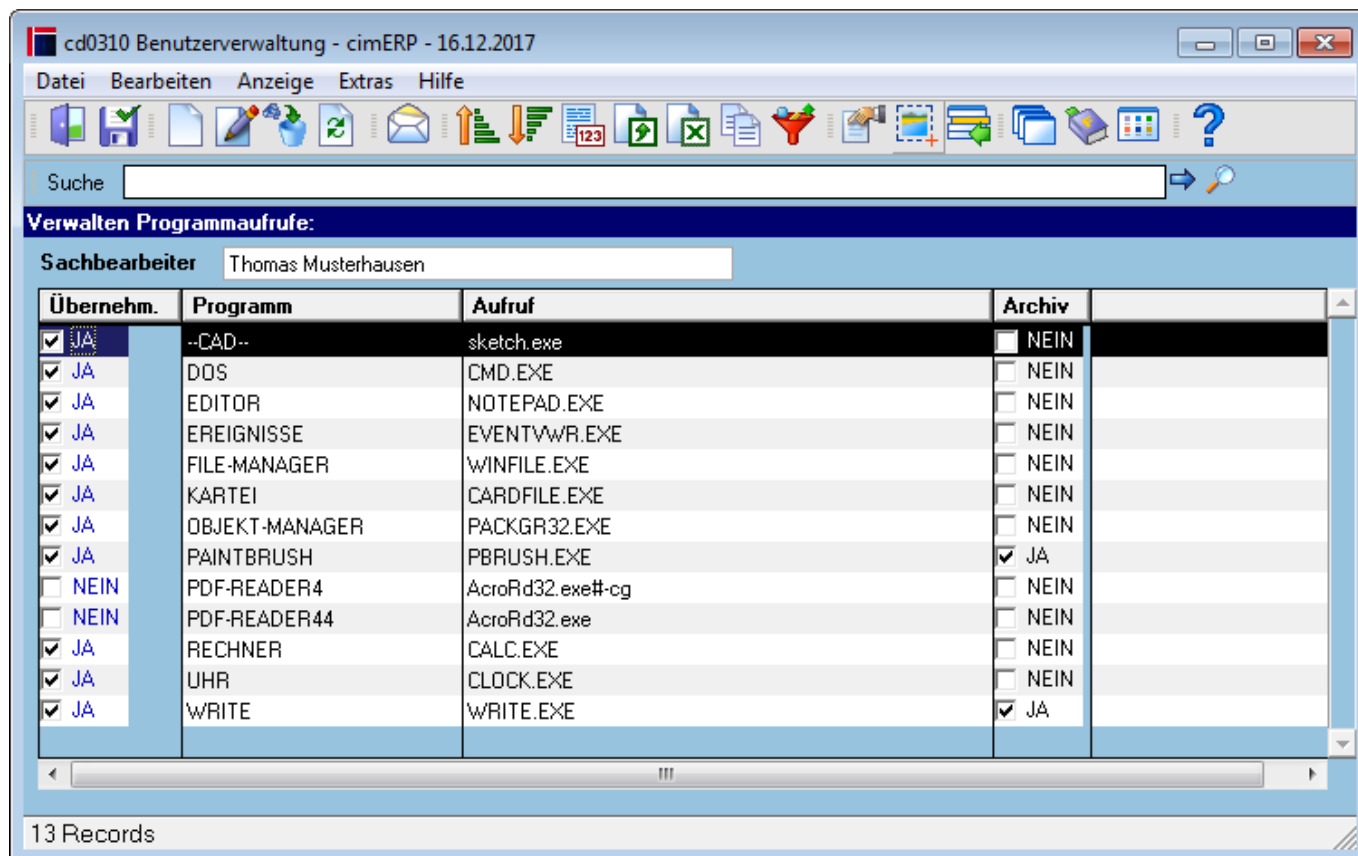 cd0310 Benutzerverwaltung - cimERP - 16.12.2017
Datei Bearbeiten Anzeige Extras Hilfe
123
Suche
Verwalten Programmaufrufe:
Sachbearbeiter Thomas Musterhausen
Übernehm. Programm Aufruf Archiv
JA --CAD-- sketch.exe NEIN
JA DOS CMD.EXE NEIN
JA EDITOR NOTEPAD.EXE NEIN
JA EREIGNISSE EVENTVWR.EXE NEIN
JA FILE-MANAGER WINFILE.EXE NEIN
JA KARTEI CARDFILE.EXE NEIN
JA OBJEKT-MANAGER PACKGR32.EXE NEIN
JA PAINTBRUSH PBRUSH.EXE JA
NEIN PDF-READER4 AcroRd32.exe#-cg NEIN
NEIN PDF-READER44 AcroRd32.exe NEIN
JA RECHNER CALC.EXE NEIN
JA UHR CLOCK.EXE NEIN
JA WRITE WRITE.EXE JA
13 Records